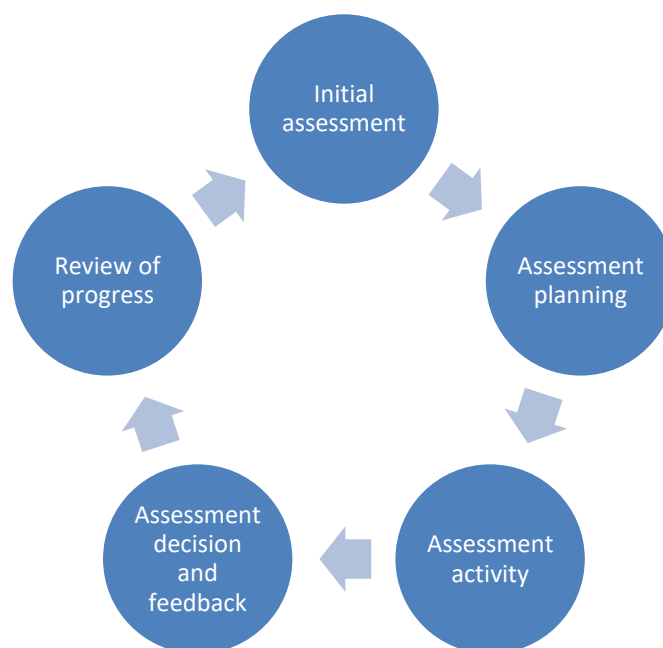 Initial
assessment
Assessment
planning
Assessment
activity
Assessment
decision
and
feedback
Review of
progress